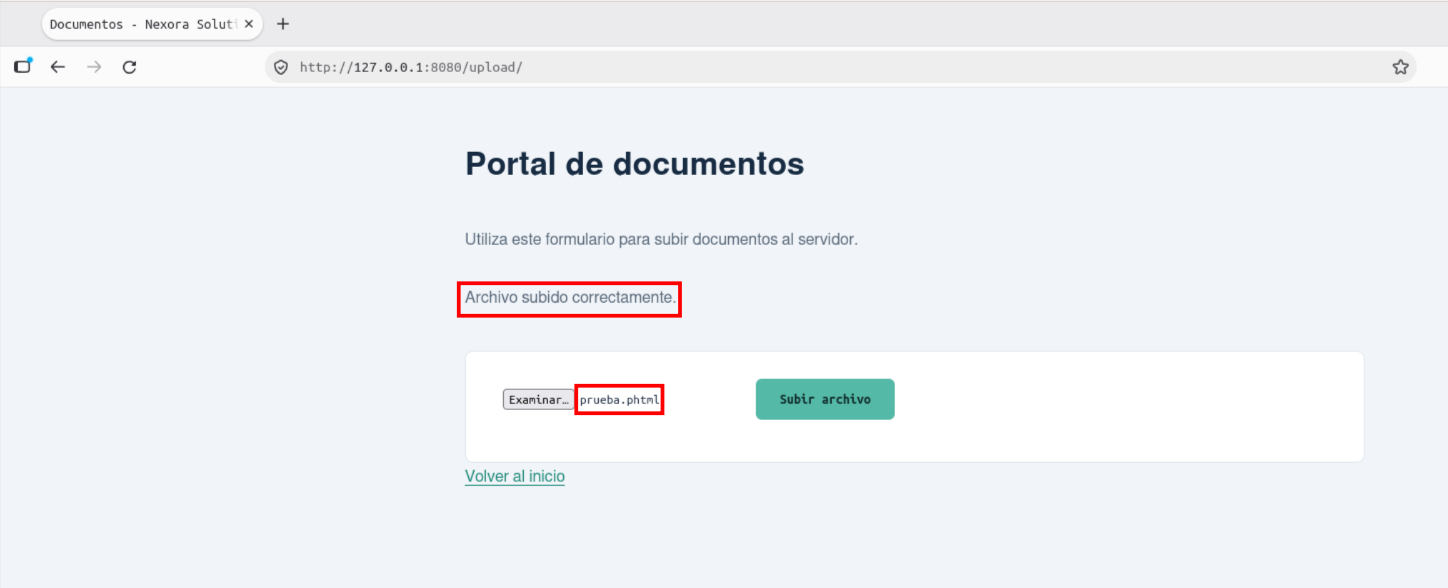 Documentos - Nexora Soluti
http://127.0.0.1:8080/upload/
Portal de documentos
Utiliza este formulario para subir documentos al servidor.
Archivo subido correctamente.
Examinar… prueba.phtml Subir archivo
Volver al inicio